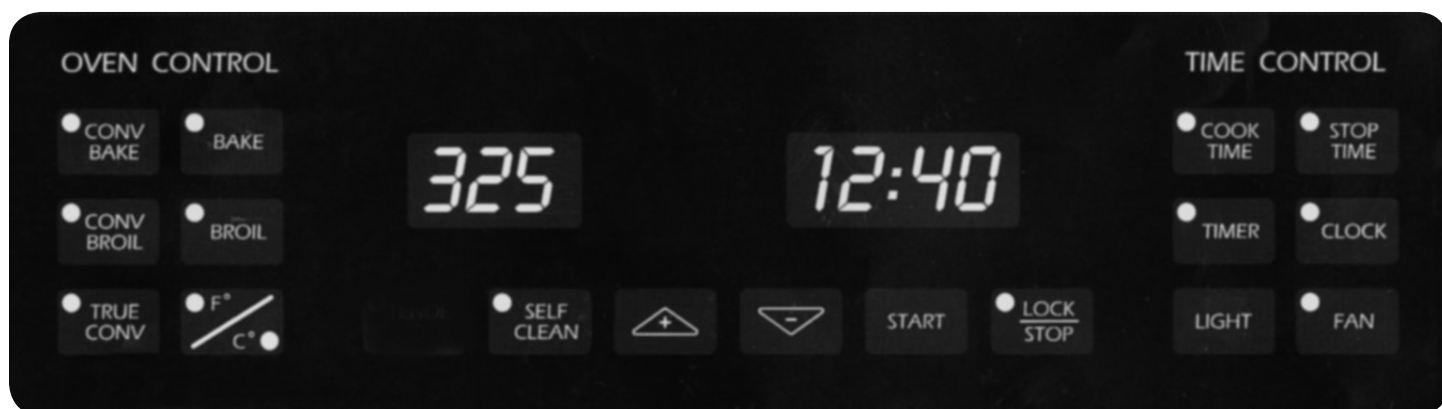 OVEN CONTROL
TIME CONTROL
CONV
BAKE
BAKE
325
12:40
COOK
TIME
STOP
TIME
CONV
BROIL
BROIL
TIMER
CLOCK
TRUE
CONV
F°
C°
SELF
CLEAN
+
-
START
LOCK
STOP
LIGHT
FAN